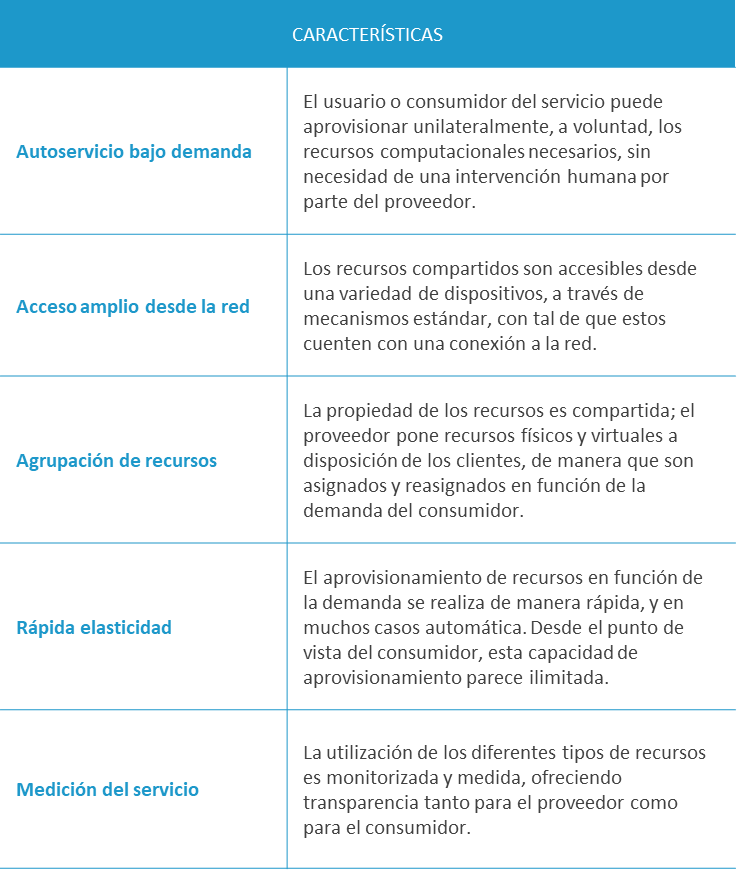 CARACTERÍSTICAS
Autoservicio bajo demanda
El usuario o consumidor del servicio puede
aprovisionar unilateralmente, a voluntad, los
recursos computacionales necesarios, sin
necesidad de una intervención humana por
parte del proveedor.
Acceso amplio desde la red
Los recursos compartidos son accesibles desde
una variedad de dispositivos, a través de
mecanismos estándar, con tal de que estos
cuenten con una conexión a la red.
Agrupación de recursos
La propiedad de los recursos es compartida; el
proveedor pone recursos físicos y virtuales a
disposición de los clientes, de manera que son
asignados y reasignados en función de la
demanda del consumidor.
Rápida elasticidad
El aprovisionamiento de recursos en función de
la demanda se realiza de manera rápida, y en
muchos casos automática. Desde el punto de
vista del consumidor, esta capacidad de
aprovisionamiento parece ilimitada.
Medición del servicio
La utilización de los diferentes tipos de recursos
es monitorizada y medida, ofreciendo
transparencia tanto para el proveedor como
para el consumidor.